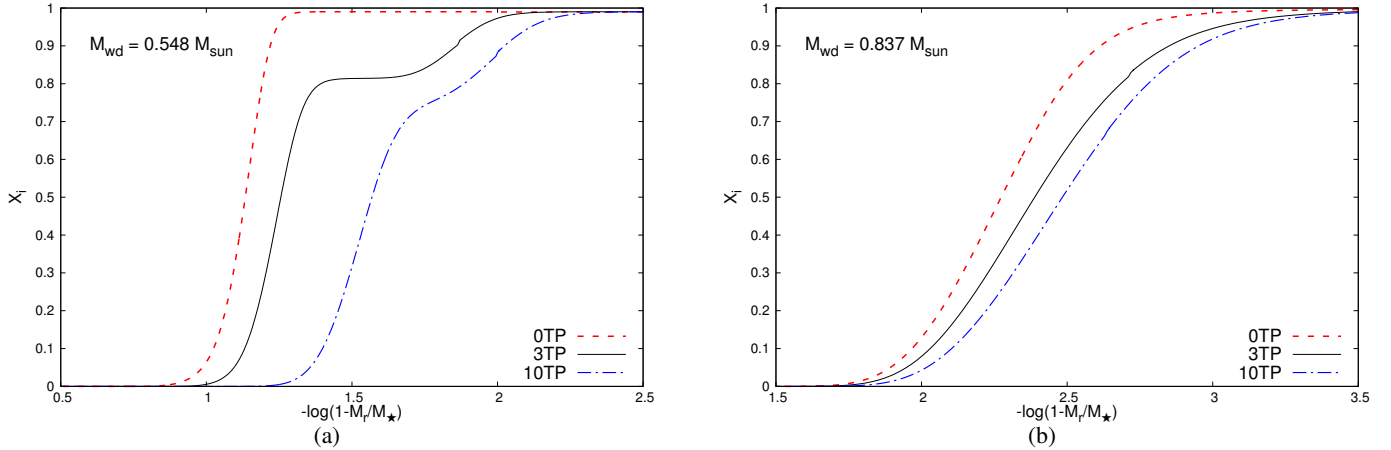 1
0.9
0.8
0.7
0.6
0.5
0.4
0.3
0.2
0.1
0
X_i
M_wd = 0.548 M_sun
0TP
3TP
10TP
0.5 1 1.5 2 2.5
-log(1-M_r/M_★)
(a)
1
0.9
0.8
0.7
0.6
0.5
0.4
0.3
0.2
0.1
0
X_i
M_wd = 0.837 M_sun
0TP
3TP
10TP
1.5 2 2.5 3 3.5
-log(1-M_r/M_★)
(b)